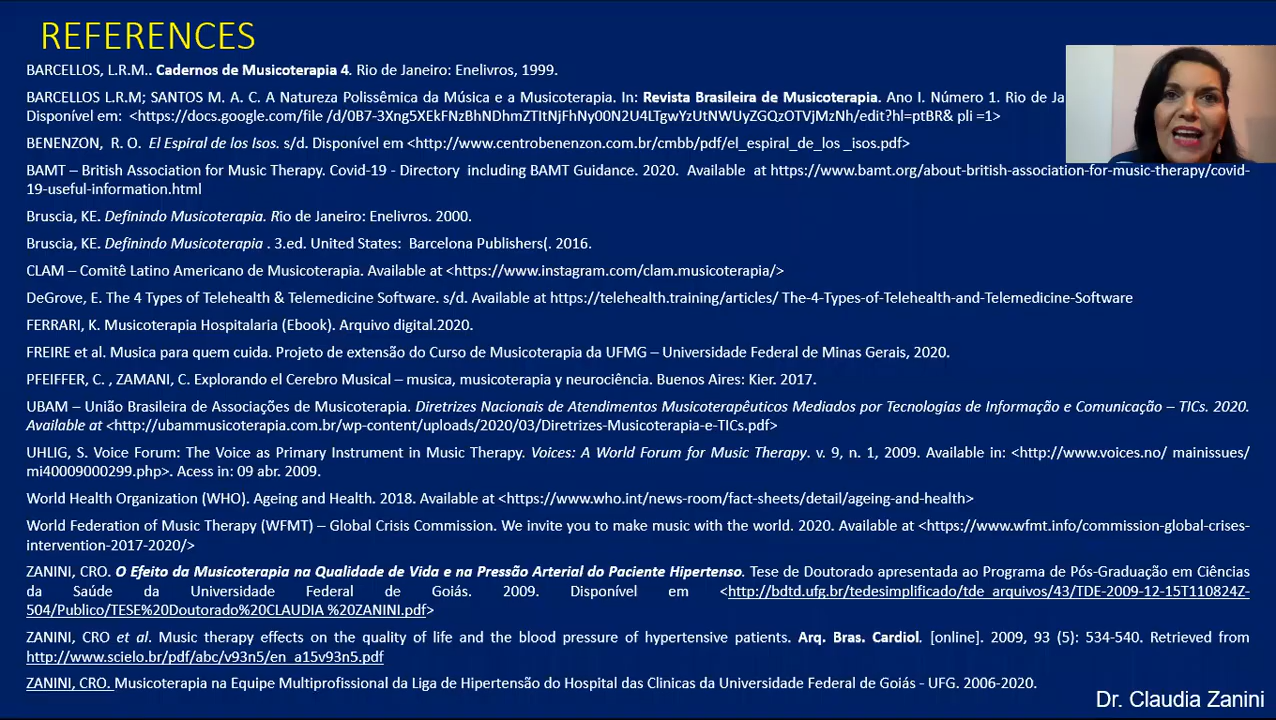 REFERENCES
BARCELLOS, L.R.M.. Cadernos de Musicoterapia 4. Rio de Janeiro: Enelivros, 1999.
BARCELLOS L.R.M; SANTOS M. A. C. A Natureza Polissêmica da Música e a Musicoterapia. In: Revista Brasileira de Musicoterapia. Ano I. Número 1. Rio de
Disponível em: <https://docs.google.com/file /d/0B7-3Xng5XEkFNzBhNDhmZTItNjFhNy00N2U4LTgwYzUtNWUyZGQzOTVjMzNh/edit?hl=ptBR& pli =1>
BENENZON, R. O. El Espiral de los Isos. s/d. Disponível em <http://www.centrobenenzon.com.br/cmbb/pdf/el_espiral_de_los _isos.pdf>
BAMT – British Association for Music Therapy. Covid-19 - Directory including BAMT Guidance. 2020. Available at https://www.bamt.org/about-british-association-for-music-therapy/covid-
19-useful-information.html
Bruscia, KE. Definindo Musicoterapia. Rio de Janeiro: Enelivros. 2000.
Bruscia, KE. Definindo Musicoterapia . 3.ed. United States: Barcelona Publishers(. 2016.
CLAM – Comitê Latino Americano de Musicoterapia. Available at <https://www.instagram.com/clam.musicoterapia/>
DeGrove, E. The 4 Types of Telehealth & Telemedicine Software. s/d. Available at https://telehealth.training/articles/ The-4-Types-of-Telehealth-and-Telemedicine-Software
FERRARI, K. Musicoterapia Hospitalaria (Ebook). Arquivo digital.2020.
FREIRE et al. Musica para quem cuida. Projeto de extensão do Curso de Musicoterapia da UFMG – Universidade Federal de Minas Gerais, 2020.
PFEIFFER, C. , ZAMANI, C. Explorando el Cerebro Musical – musica, musicoterapia y neurociência. Buenos Aires: Kier. 2017.
UBAM – União Brasileira de Associações de Musicoterapia. Diretrizes Nacionais de Atendimentos Musicoterapêuticos Mediados por Tecnologias de Informação e Comunicação – TICs. 2020.
Available at <http://ubammusicoterapia.com.br/wp-content/uploads/2020/03/Diretrizes-Musicoterapia-e-TICs.pdf>
UHLIG, S. Voice Forum: The Voice as Primary Instrument in Music Therapy. Voices: A World Forum for Music Therapy. v. 9, n. 1, 2009. Available in: <http://www.voices.no/ mainissues/
mi40009000299.php>. Acess in: 09 abr. 2009.
World Health Organization (WHO). Ageing and Health. 2018. Available at <https://www.who.int/news-room/fact-sheets/detail/ageing-and-health>
World Federation of Music Therapy (WFMT) – Global Crisis Commission. We invite you to make music with the world. 2020. Available at <https://www.wfmt.info/commission-global-crises-
intervention-2017-2020/>
ZANINI, CRO. O Efeito da Musicoterapia na Qualidade de Vida e na Pressão Arterial do Paciente Hipertenso. Tese de Doutorado apresentada ao Programa de Pós-Graduação em Ciências
da Saúde da Universidade Federal de Goiás. 2009. Disponível em <http://bdtd.ufg.br/tedesimplificado/tde_arquivos/43/TDE-2009-12-15T110824Z-
504/Publico/TESE%20Doutorado%20CLAUDIA %20ZANINI.pdf>
ZANINI, CRO et al. Music therapy effects on the quality of life and the blood pressure of hypertensive patients. Arq. Bras. Cardiol. [online]. 2009, 93 (5): 534-540. Retrieved from
http://www.scielo.br/pdf/abc/v93n5/en_a15v93n5.pdf
ZANINI, CRO. Musicoterapia na Equipe Multiprofissional da Liga de Hipertensão do Hospital das Clinicas da Universidade Federal de Goiás - UFG. 2006-2020.
Dr. Claudia Zanini